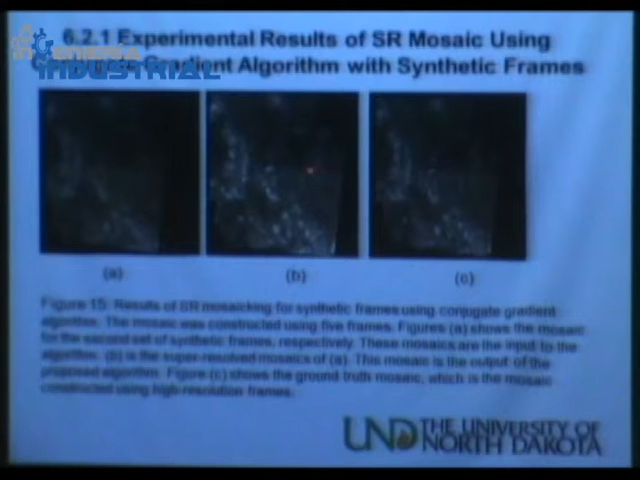 6.2.1 Experimental Results of SR Mosaic Using
Gradient Algorithm with Synthetic Frames
INGENIERIA
INDUSTRIAL
(a)
(b)
(c)
Figure 15: Results of SR mosaicking for synthetic frames using conjugate gradient
algorithm. The mosaic was constructed using five frames. Figures (a) shows the mosaic
for the second set of synthetic frames, respectively. These mosaics are the input to the
algorithm. (b) is the super-resolved mosaics of (a). This mosaic is the output of the
proposed algorithm. Figure (c) shows the ground truth mosaic, which is the mosaic
constructed using high-resolution frames.
UND THE UNIVERSITY OF
NORTH DAKOTA